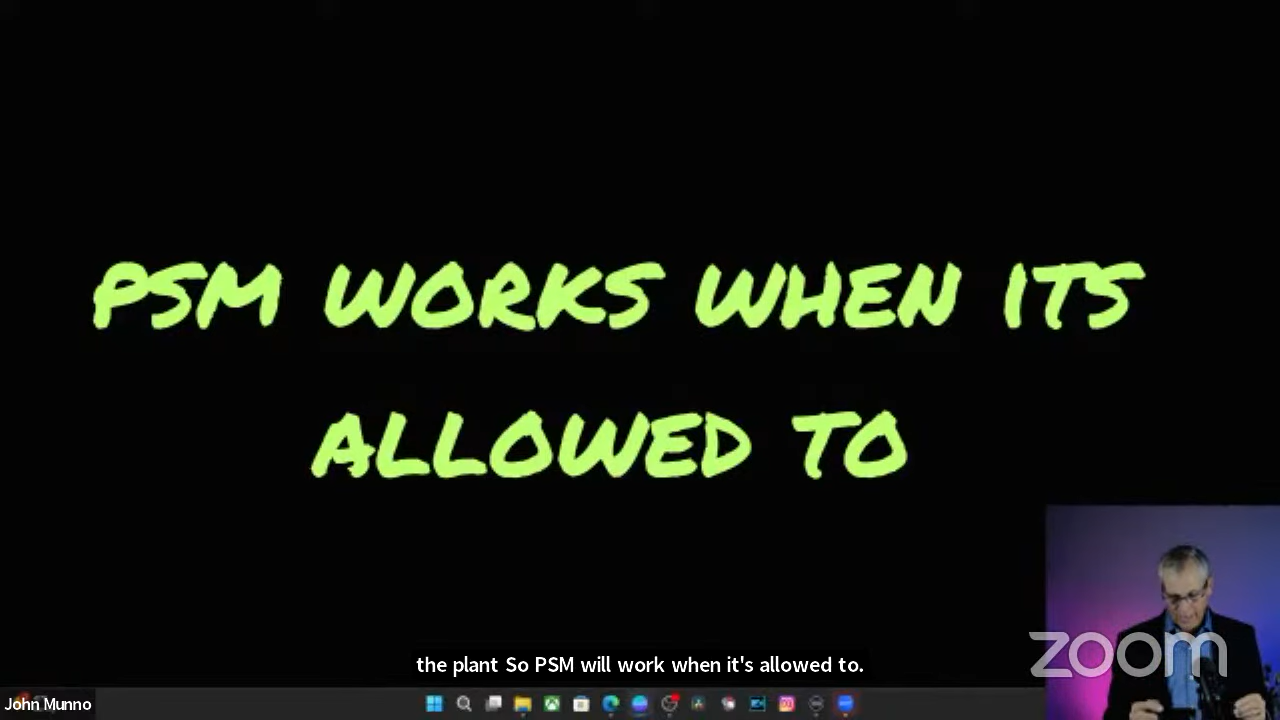 PSM WORKS WHEN ITS
ALLOWED TO
the plant So PSM will work when it's allowed to.
zoom
John Munno